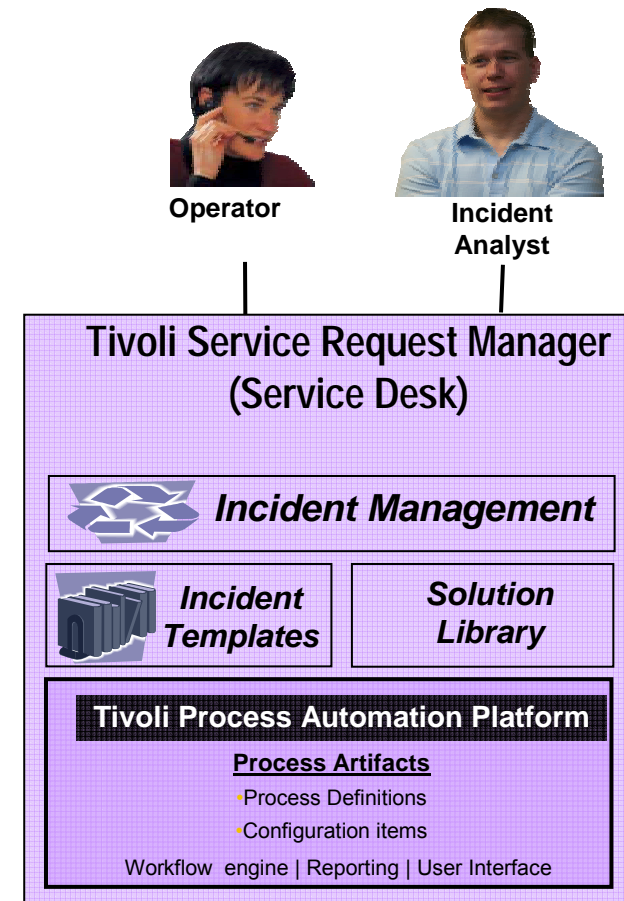 Operator
Incident
Analyst
Tivoli Service Request Manager
(Service Desk)
Incident Management
Incident
Templates
Solution
Library
Tivoli Process Automation Platform
Process Artifacts
•Process Definitions
•Configuration items
Workflow engine | Reporting | User Interface